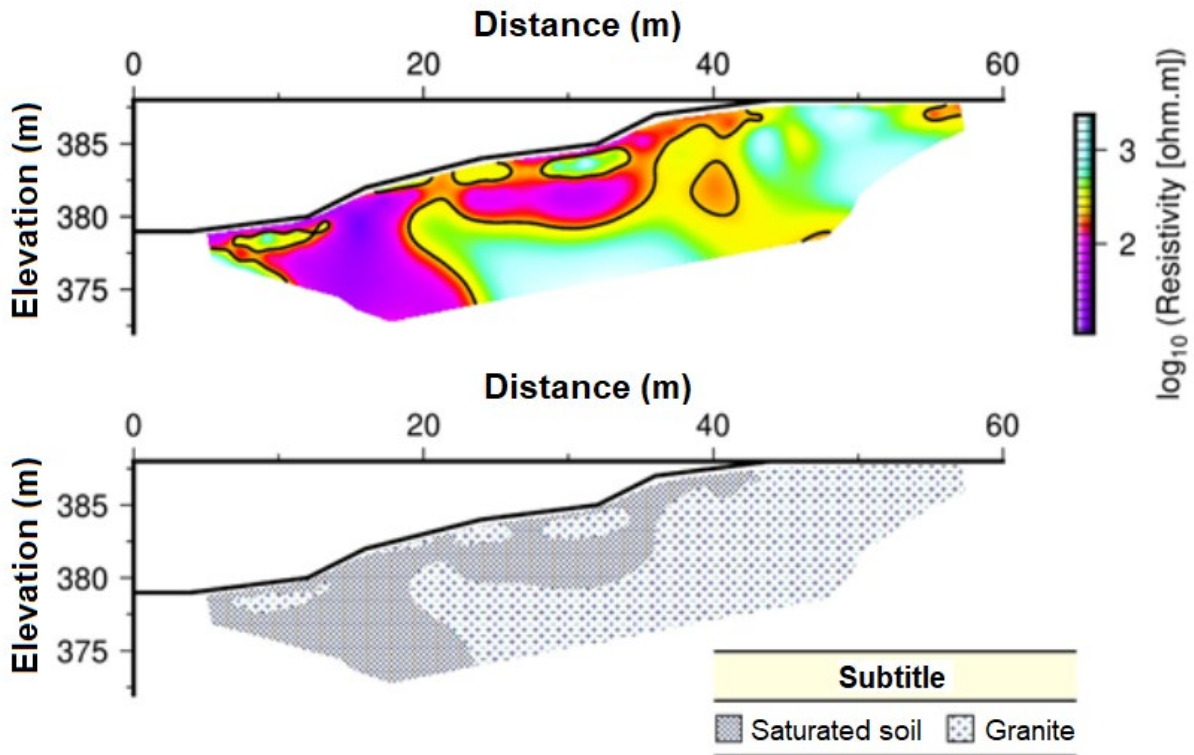 Distance (m)
0 20 40 60
Elevation (m)
385
380
375
3
2
log10 (Resistivity [ohm.m])
Distance (m)
0 20 40 60
Elevation (m)
385
380
375
Subtitle
Saturated soil Granite